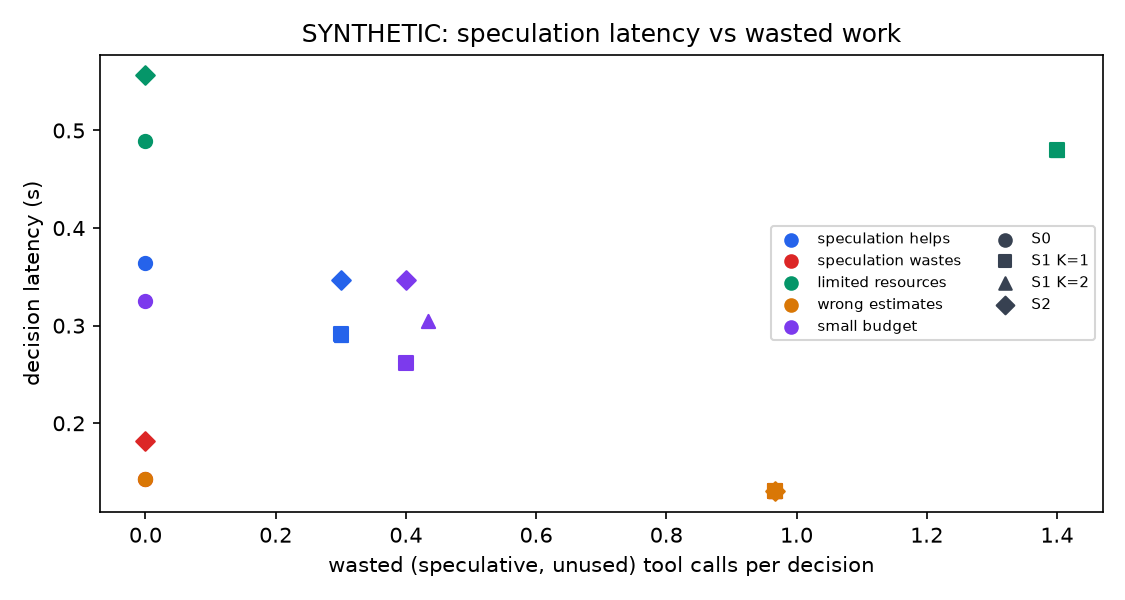 SYNTHETIC: speculation latency vs wasted work
decision latency (s)
0.5
0.4
0.3
0.2
0.0 0.2 0.4 0.6 0.8 1.0 1.2 1.4
wasted (speculative, unused) tool calls per decision
speculation helps
speculation wastes
limited resources
wrong estimates
small budget
S0
S1 K=1
S1 K=2
S2